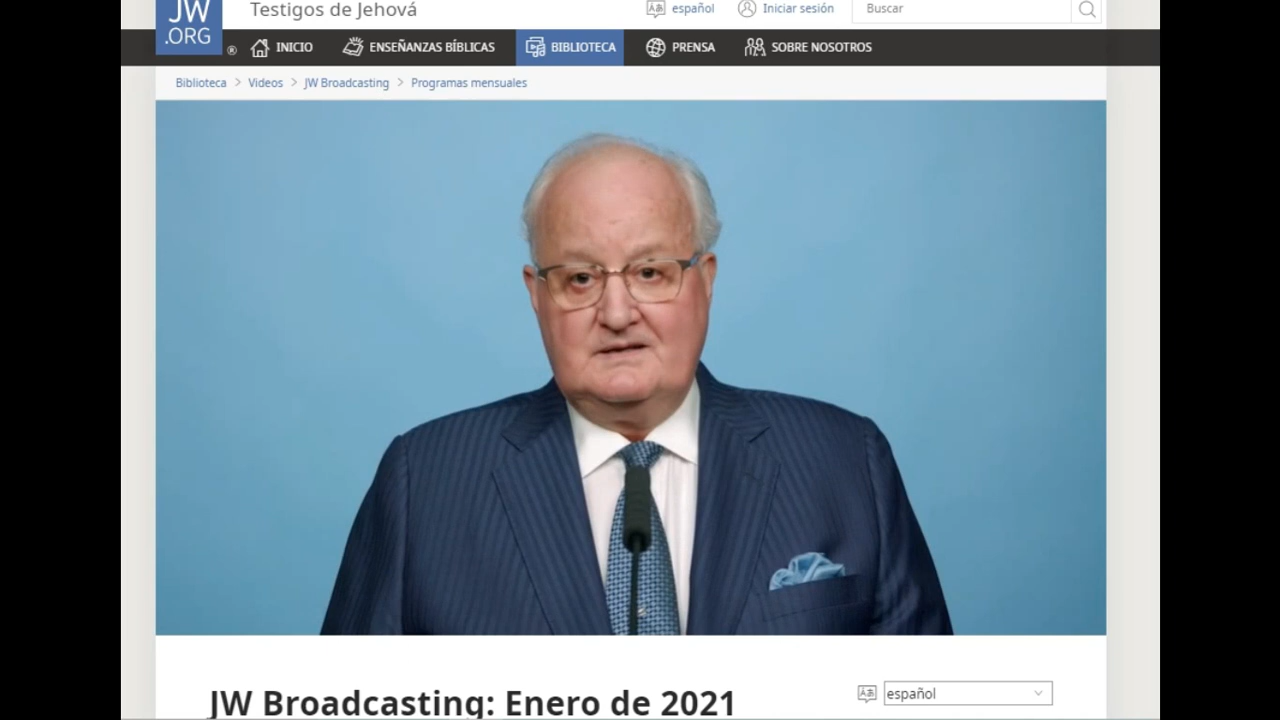 JW
.ORG
®
Testigos de Jehová
español
Iniciar sesión
Buscar
INICIO
ENSEÑANZAS BÍBLICAS
BIBLIOTECA
PRENSA
SOBRE NOSOTROS
Biblioteca > Videos > JW Broadcasting > Programas mensuales
JW Broadcasting: Enero de 2021
español